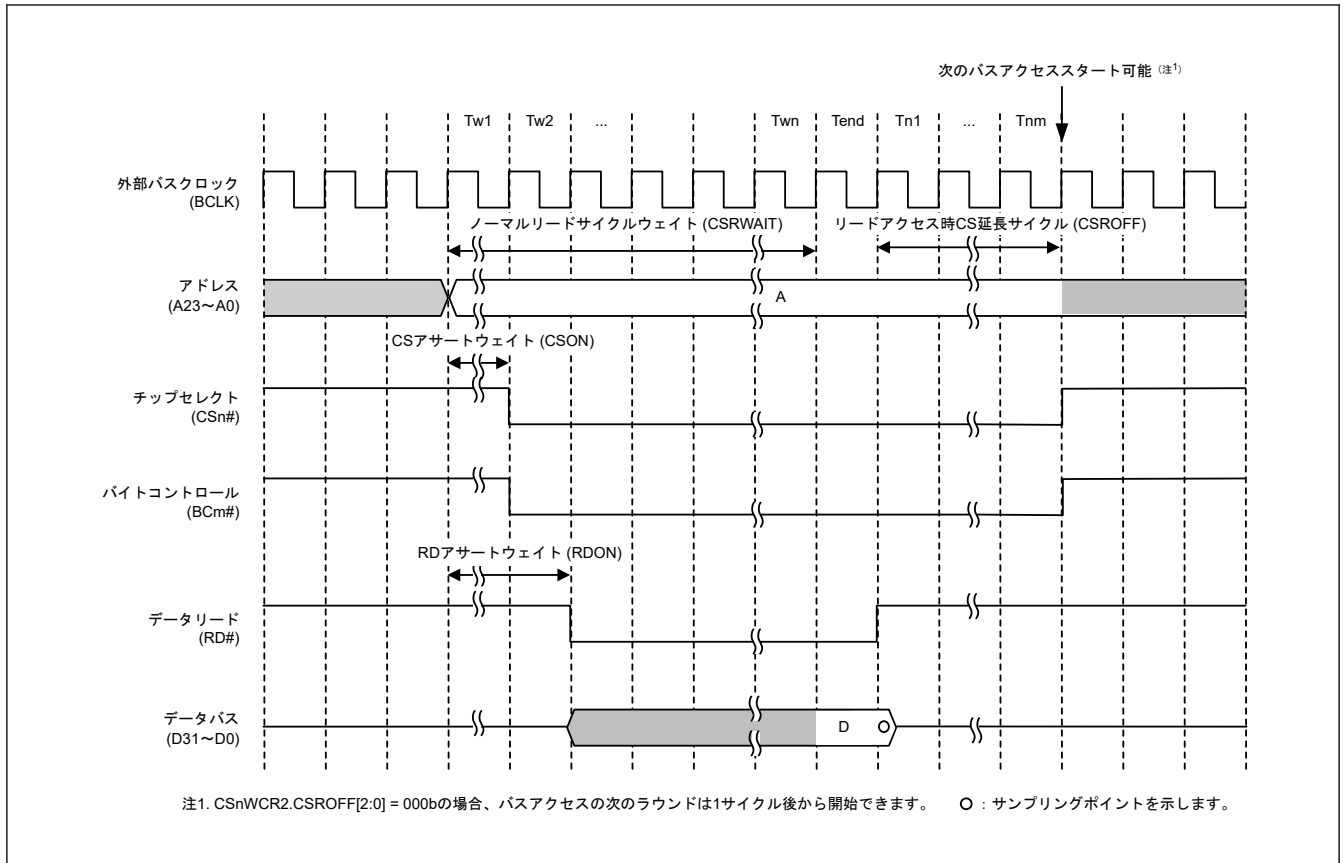 次のバスアクセススタート可能 (注1)
Tw1 Tw2 ... Twn Tend Tn1 ... Tnm
外部バスクロック
(BCLK)
ノーマルリードサイクルウェイト (CSRWAIT)
リードアクセス時CS延長サイクル (CSROFF)
アドレス
(A23～A0)
A
CSアサートウェイト (CSON)
チップセレクト
(CSn#)
バイトコントロール
(BCm#)
RDアサートウェイト (RDON)
データリード
(RD#)
データバス
(D31～D0)
D
注1. CSnWCR2.CSROFF[2:0] = 000bの場合、バスアクセスの次のラウンドは1サイクル後から開始できます。 O : サンプリングポイントを示します。